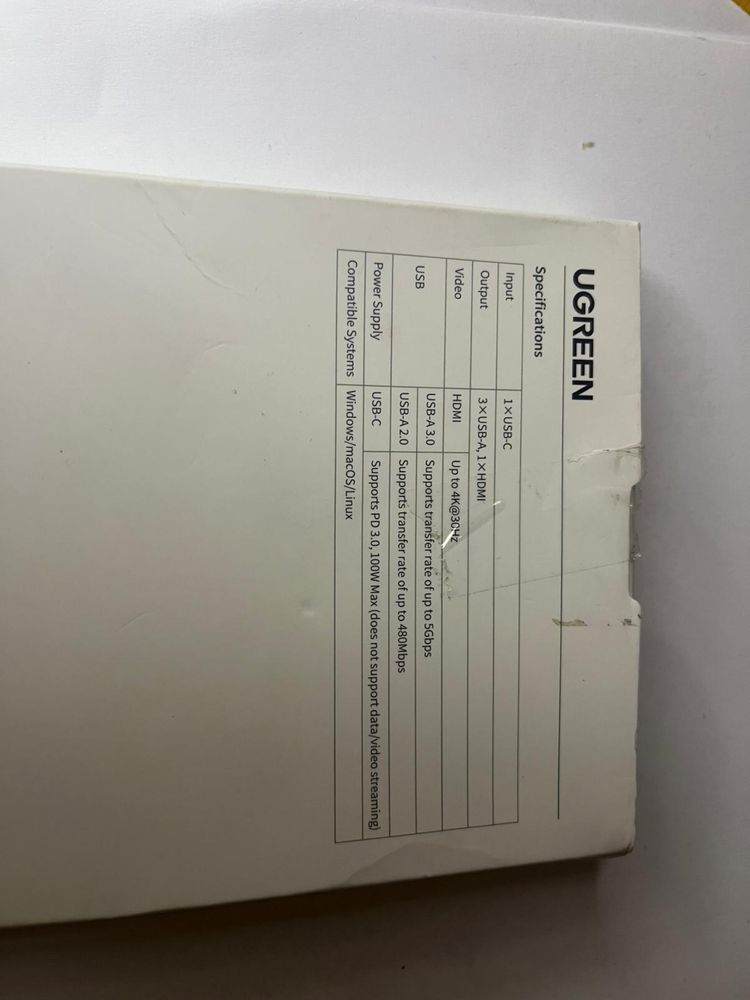 UGREEN
Specifications
Input 1×USB-C
Output 3×USB-A, 1×HDMI
Video HDMI Up to 4K@30Hz
USB USB-A 3.0 Supports transfer rate of up to 5Gbps
USB-A 2.0 Supports transfer rate of up to 480Mbps
Power Supply USB-C Supports PD 3.0, 100W Max (does not support data/video streaming)
Compatible Systems Windows/macOS/Linux